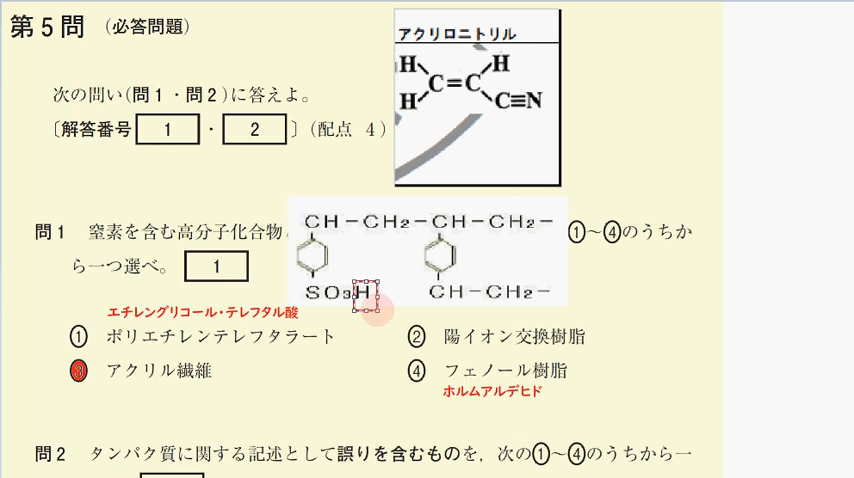 第5問 （必答問題）
アクリロニトリル
H H
C=C
H C≡N
次の問い（問1・問2）に答えよ。
〔解答番号 1 ・ 2 〕（配点 4）
CH－CH₂－CH－CH₂－
SO₃H CH－CH₂－
問1 窒素を含む高分子化合物 ①～④のうちか
ら一つ選べ。 1
エチレングリコール・テレフタル酸
① ポリエチレンテレフタラート ② 陽イオン交換樹脂
③ アクリル繊維 ④ フェノール樹脂
ホルムアルデヒド
問2 タンパク質に関する記述として誤りを含むものを，次の①～④のうちから一